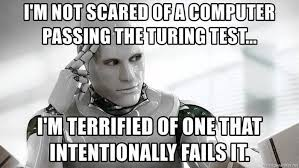 I'M NOT SCARED OF A COMPUTER
PASSING THE TURING TEST...
I'M TERRIFIED OF ONE THAT
INTENTIONALLY FAILS IT.